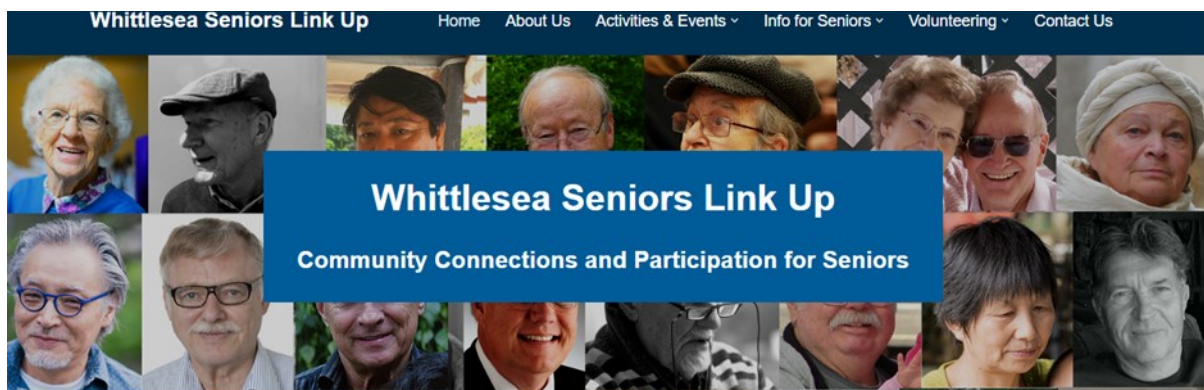 Whittlesea Seniors Link Up Home About Us Activities & Events Info for Seniors Volunteering Contact Us
Whittlesea Seniors Link Up
Community Connections and Participation for Seniors